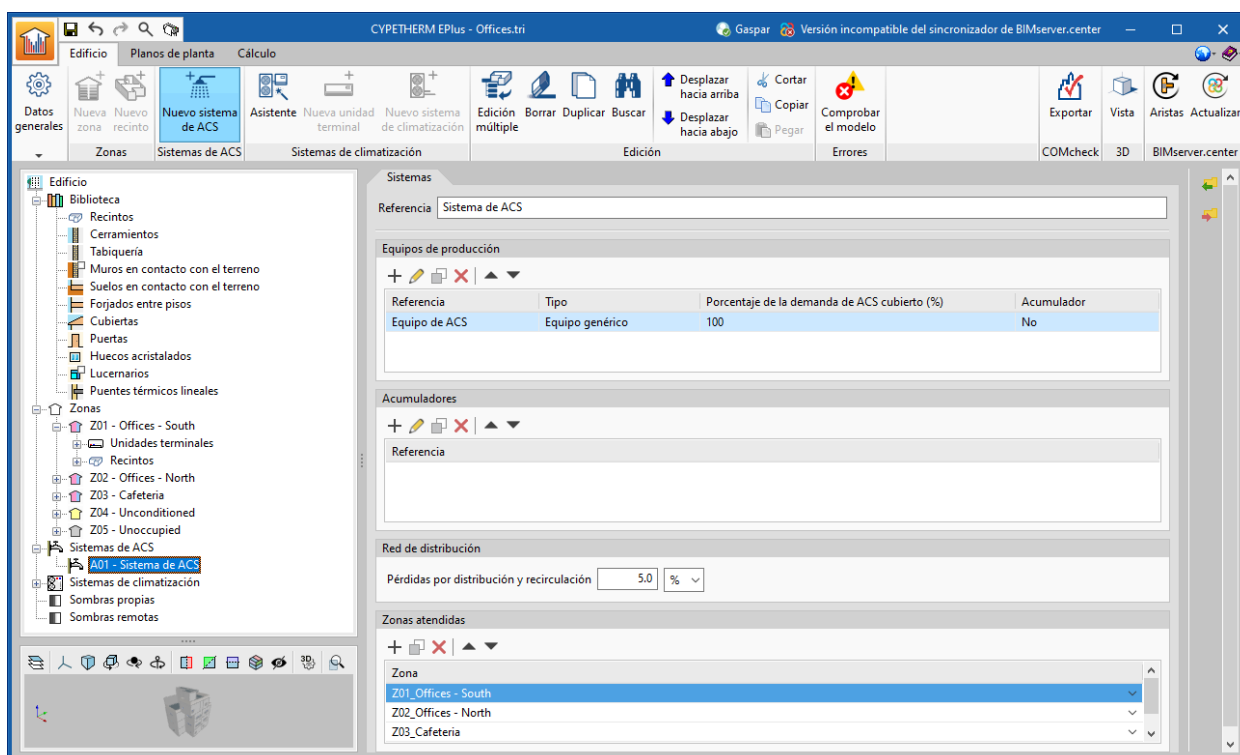 CYPETHERM EPlus - Offices.tri
Gaspar
Versión incompatible del sincronizador de BIMserver.center
Edificio
Planos de planta
Cálculo
Datos generales
Nueva zona
Nuevo recinto
Zonas
Nuevo sistema de ACS
Sistemas de ACS
Asistente
Nueva unidad terminal
Nuevo sistema de climatización
Sistemas de climatización
Edición múltiple
Borrar
Duplicar
Buscar
Desplazar hacia arriba
Desplazar hacia abajo
Cortar
Copiar
Pegar
Edición
Comprobar el modelo
Errores
Exportar
COMcheck
Vista
3D
Aristas
Actualizar
BIMserver.center
Edificio
Biblioteca
Recintos
Cerramientos
Tabiquería
Muros en contacto con el terreno
Suelos en contacto con el terreno
Forjados entre pisos
Cubiertas
Puertas
Huecos acristalados
Lucernarios
Puentes térmicos lineales
Zonas
Z01 - Offices - South
Unidades terminales
Recintos
Z02 - Offices - North
Z03 - Cafeteria
Z04 - Unconditioned
Z05 - Unoccupied
Sistemas de ACS
A01 - Sistema de ACS
Sistemas de climatización
Sombras propias
Sombras remotas
3D
Sistemas
Referencia Sistema de ACS
Equipos de producción
Referencia Tipo Porcentaje de la demanda de ACS cubierto (%) Acumulador
Equipo de ACS Equipo genérico 100 No
Acumuladores
Referencia
Red de distribución
Pérdidas por distribución y recirculación 5.0 %
Zonas atendidas
Zona
Z01_Offices - South
Z02_Offices - North
Z03_Cafeteria